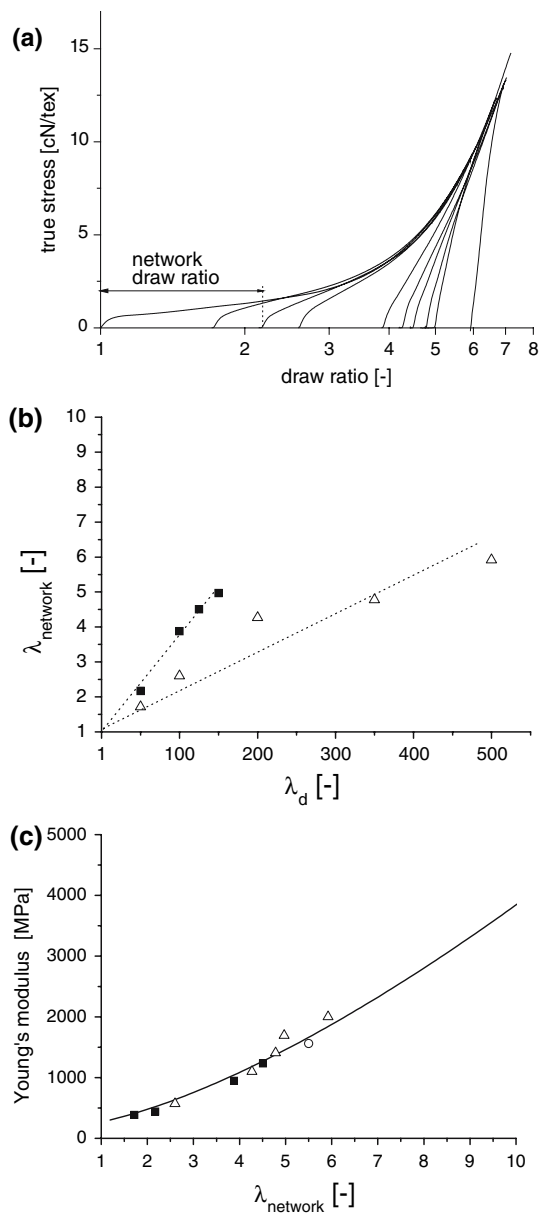 (a)
true stress [cN/tex]
15
10
5
0
network
draw ratio
1 2 3 4 5 6 7 8
draw ratio [-]
(b)
λnetwork [-]
10
9
8
7
6
5
4
3
2
1
1 100 200 300 400 500
λd [-]
(c)
Young's modulus [MPa]
5000
4000
3000
2000
1000
0
1 2 3 4 5 6 7 8 9 10
λnetwork [-]